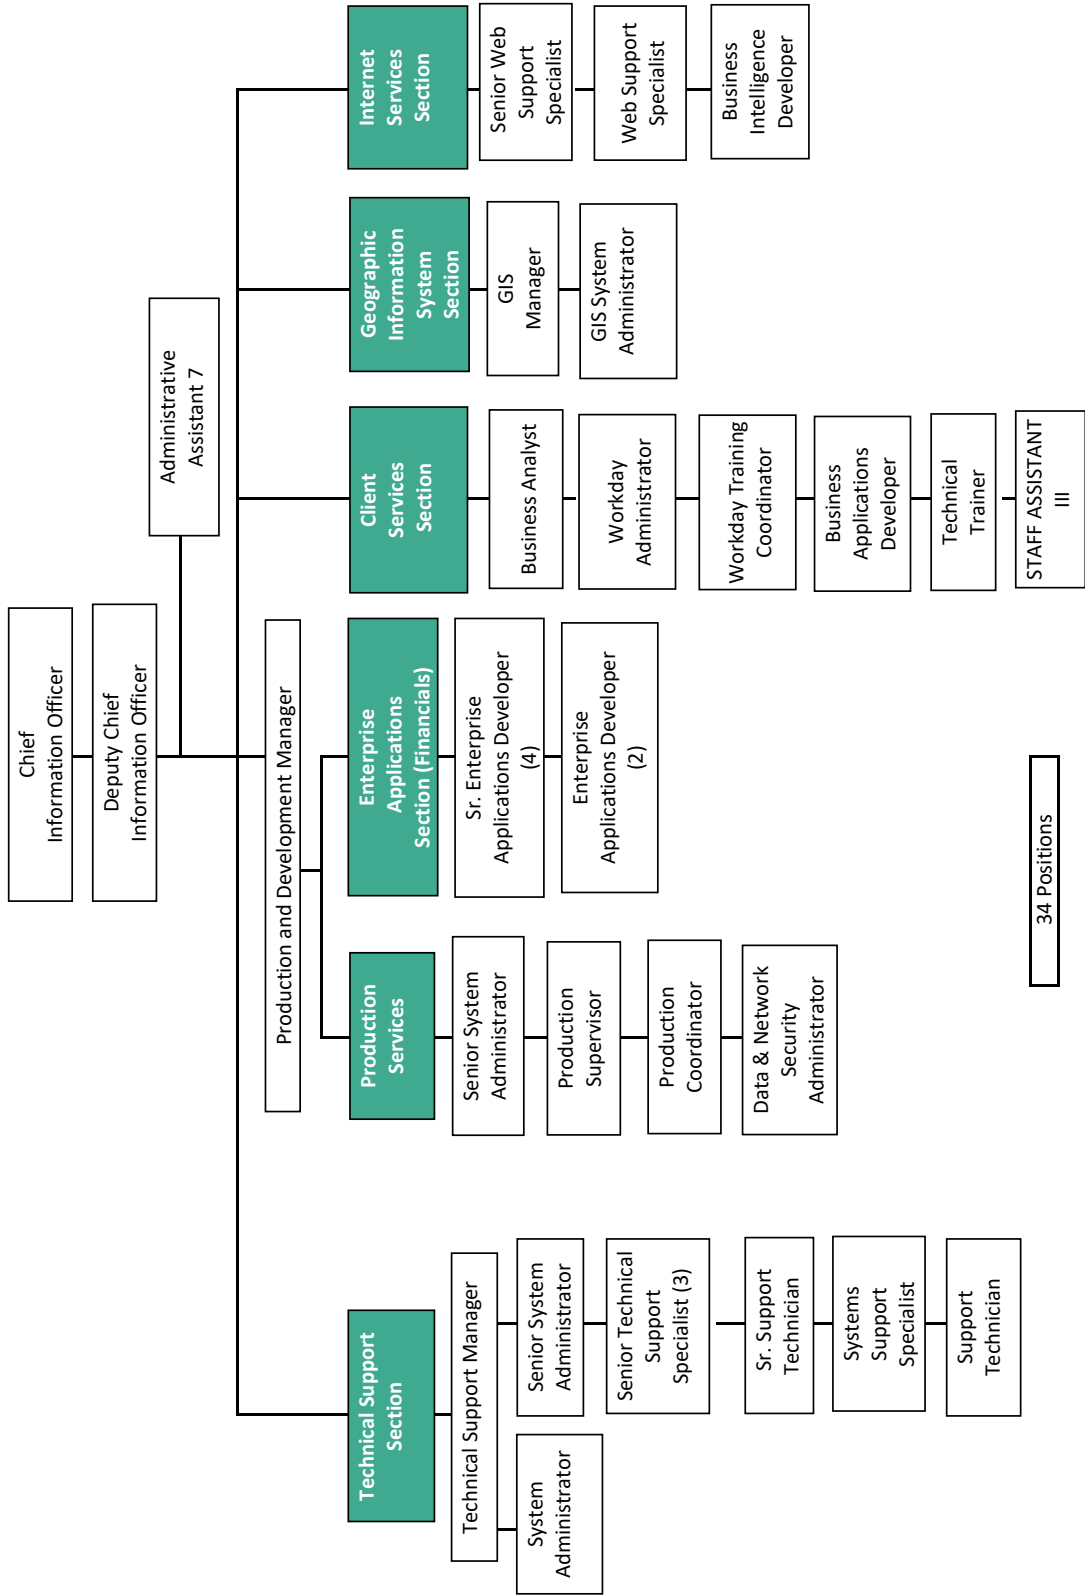 Chief
Information Officer
Deputy Chief
Information Officer
Administrative
Assistant 7
Production and Development Manager
Technical Support
Section
Technical Support Manager
System
Administrator
Senior System
Administrator
Senior Technical
Support
Specialist (3)
Sr. Support
Technician
Systems
Support
Specialist
Support
Technician
Production
Services
Senior System
Administrator
Production
Supervisor
Production
Coordinator
Data & Network
Security
Administrator
Enterprise
Applications
Section (Financials)
Sr. Enterprise
Applications Developer
(4)
Enterprise
Applications Developer
(2)
Client
Services
Section
Business Analyst
Workday
Administrator
Workday Training
Coordinator
Business
Applications
Developer
Technical
Trainer
STAFF ASSISTANT
III
Geographic
Information
System
Section
GIS
Manager
GIS System
Administrator
Internet
Services
Section
Senior Web
Support
Specialist
Web Support
Specialist
Business
Intelligence
Developer
34 Positions